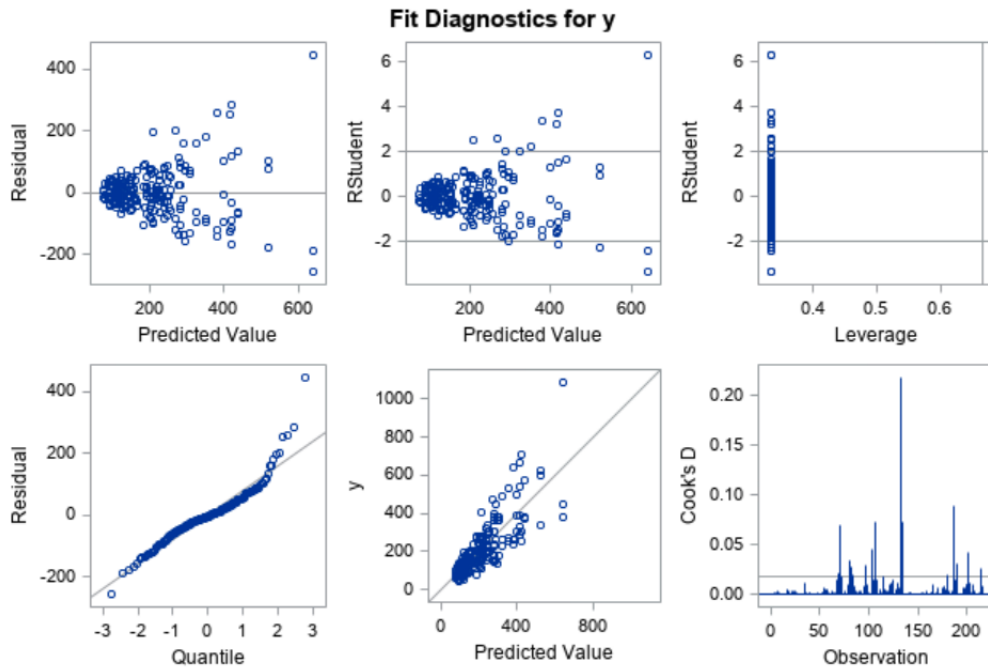 Fit Diagnostics for y
Residual
400
200
0
-200
200 400 600
Predicted Value
RStudent
6
4
2
0
-2
200 400 600
Predicted Value
RStudent
6
4
2
0
-2
0.4 0.5 0.6
Leverage
Residual
400
200
0
-200
-3 -2 -1 0 1 2 3
Quantile
y
1000
800
600
400
200
0
0 400 800
Predicted Value
Cook's D
0.20
0.15
0.10
0.05
0.00
0 50 100 150 200
Observation